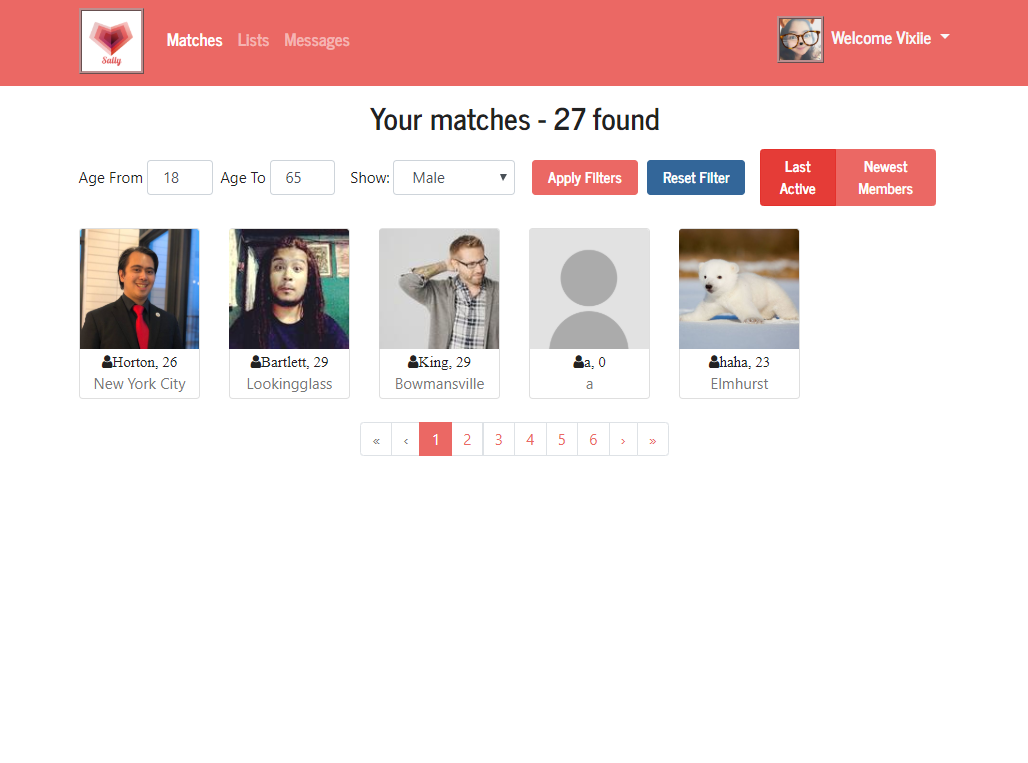 Sally
Matches Lists Messages
Welcome Vixile
Your matches - 27 found
Age From 18 Age To 65 Show: Male Apply Filters Reset Filter Last Active Newest Members
Horton, 26
New York City
Bartlett, 29
Lookingglass
King, 29
Bowmansville
a, 0
a
haha, 23
Elmhurst
« ‹ 1 2 3 4 5 6 › »